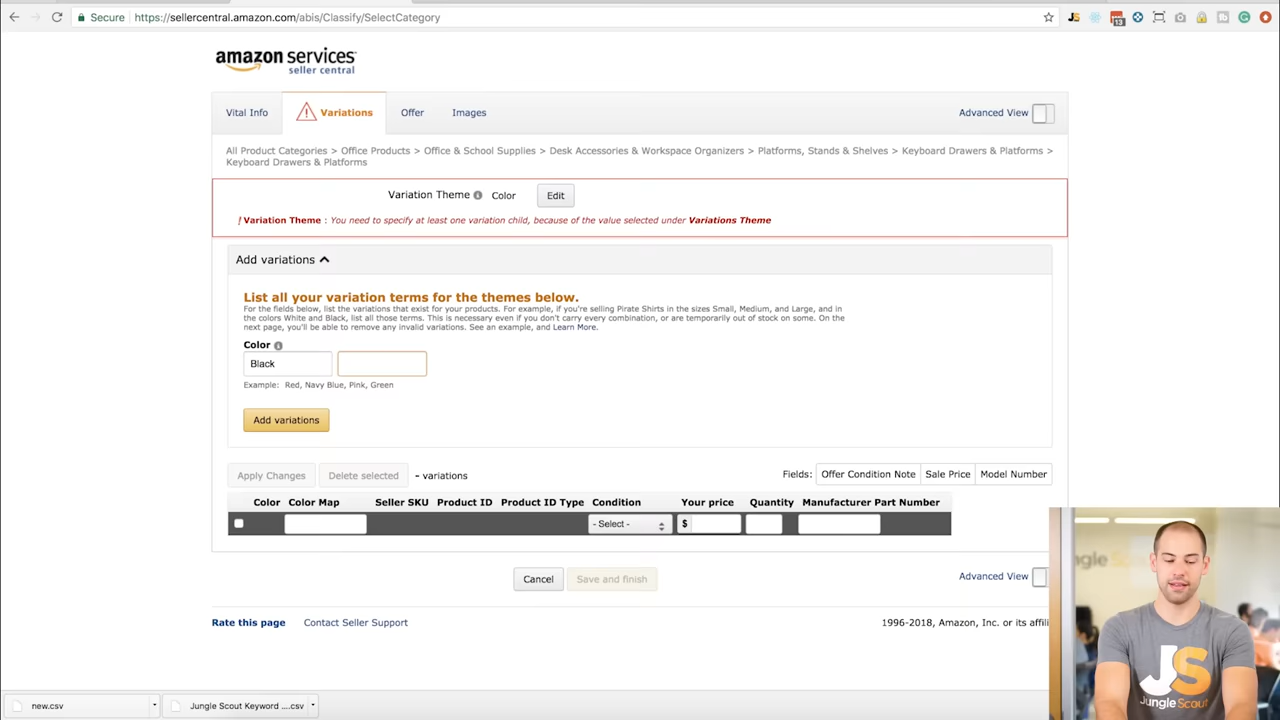 Secure
https://sellercentral.amazon.com/abis/Classify/SelectCategory
13
amazon services
seller central
Vital Info
Variations
Offer
Images
Advanced View
All Product Categories > Office Products > Office & School Supplies > Desk Accessories & Workspace Organizers > Platforms, Stands & Shelves > Keyboard Drawers & Platforms >
Keyboard Drawers & Platforms
Variation Theme Color Edit
! Variation Theme : You need to specify at least one variation child, because of the value selected under Variations Theme
Add variations
List all your variation terms for the themes below.
For the fields below, list the variations that exist for your products. For example, if you're selling Pirate Shirts in the sizes Small, Medium, and Large, and in
the colors White and Black, list all those terms. This is necessary even if you don't carry every combination, or are temporarily out of stock on some. On the
next page, you'll be able to remove any invalid variations. See an example, and Learn More.
Color
Black
Example: Red, Navy Blue, Pink, Green
Add variations
Apply Changes Delete selected - variations Fields: Offer Condition Note Sale Price Model Number
Color Color Map Seller SKU Product ID Product ID Type Condition Your price Quantity Manufacturer Part Number
- Select - $
Cancel Save and finish
Advanced View
Rate this page Contact Seller Support 1996-2018, Amazon, Inc. or its affili
JS
Jungle Scout
new.csv
Jungle Scout Keyword ....csv